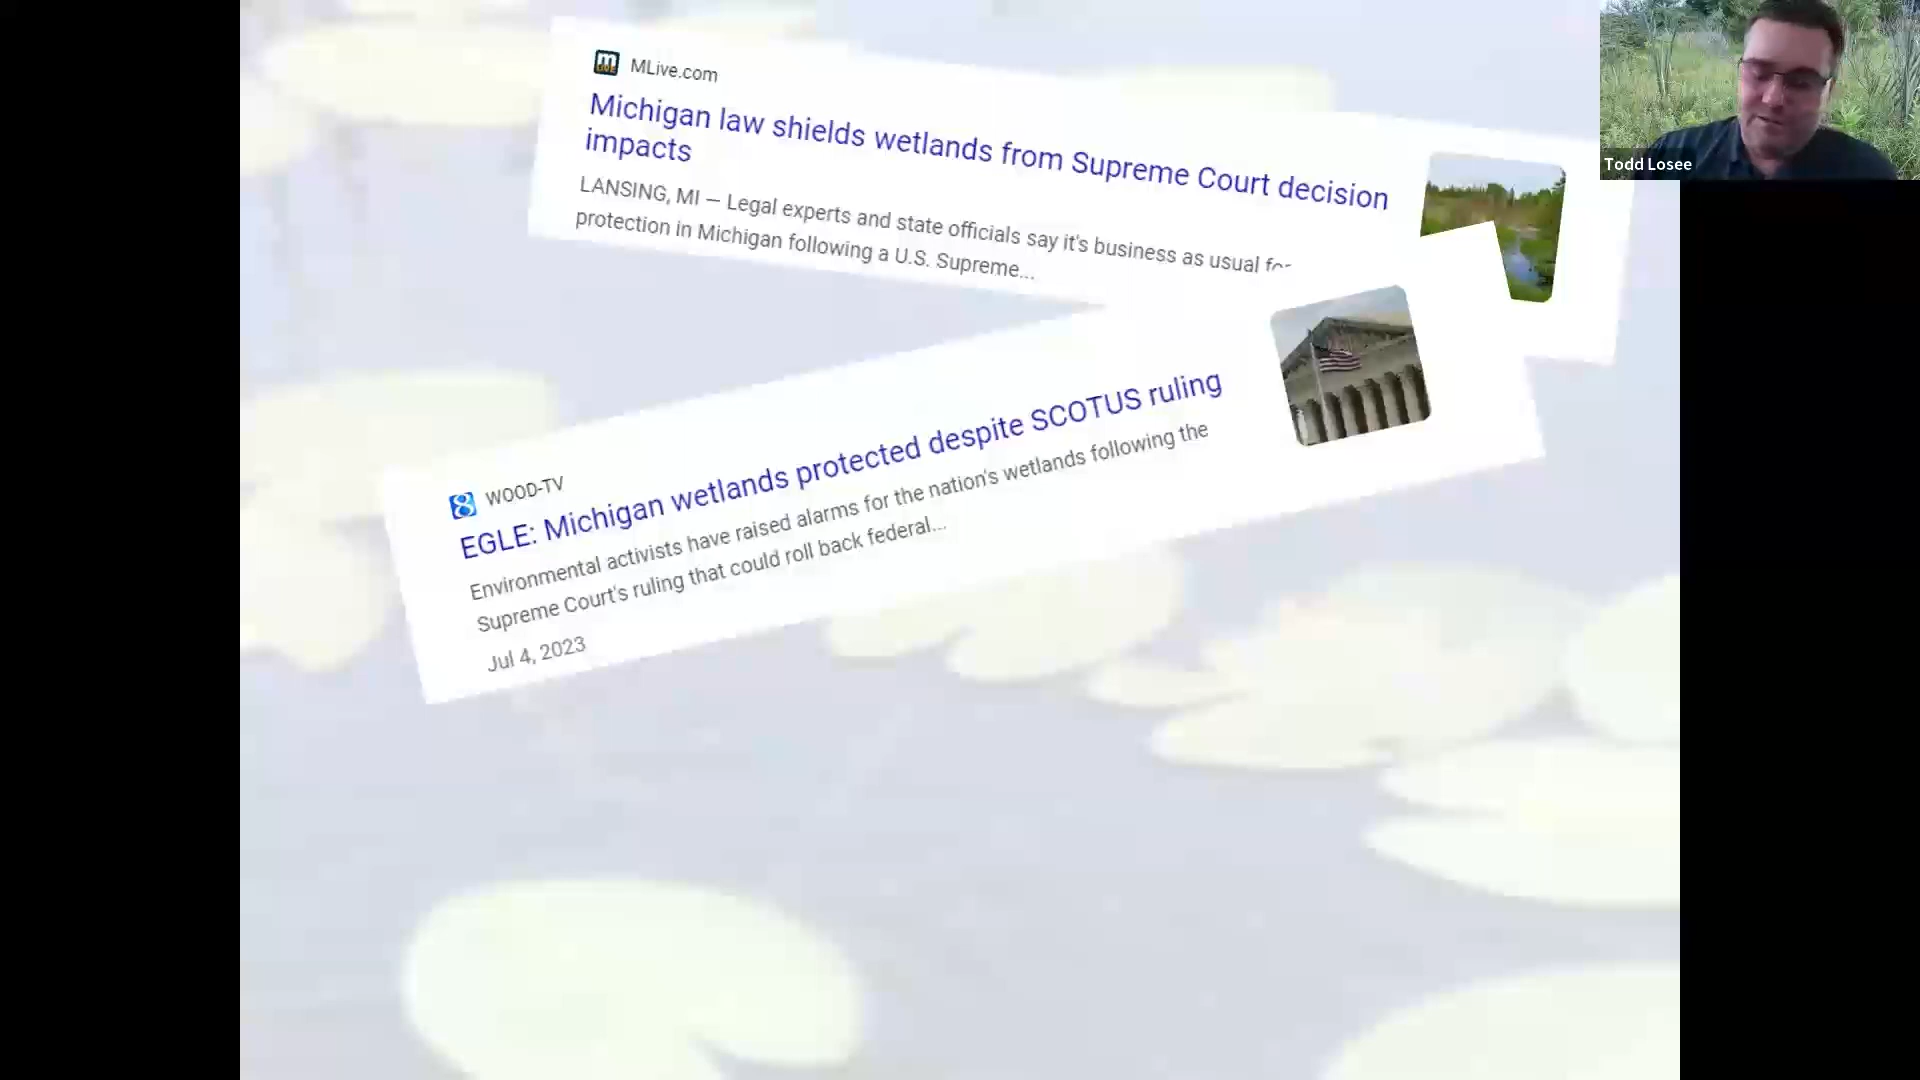 MLive.com
Michigan law shields wetlands from Supreme Court decision
impacts
LANSING, MI — Legal experts and state officials say it's business as usual for
protection in Michigan following a U.S. Supreme...
WOOD-TV
EGLE: Michigan wetlands protected despite SCOTUS ruling
Environmental activists have raised alarms for the nation's wetlands following the
Supreme Court's ruling that could roll back federal...
Jul 4, 2023
Todd Losee